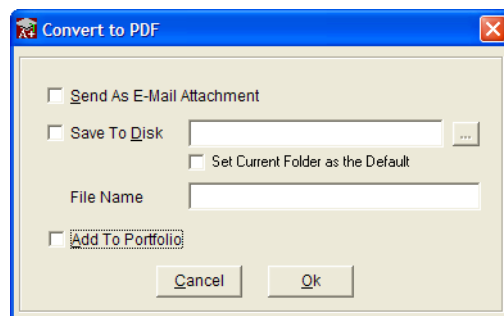 Convert to PDF
Send As E-Mail Attachment
Save To Disk
...
Set Current Folder as the Default
File Name
Add To Portfolio
Cancel Ok